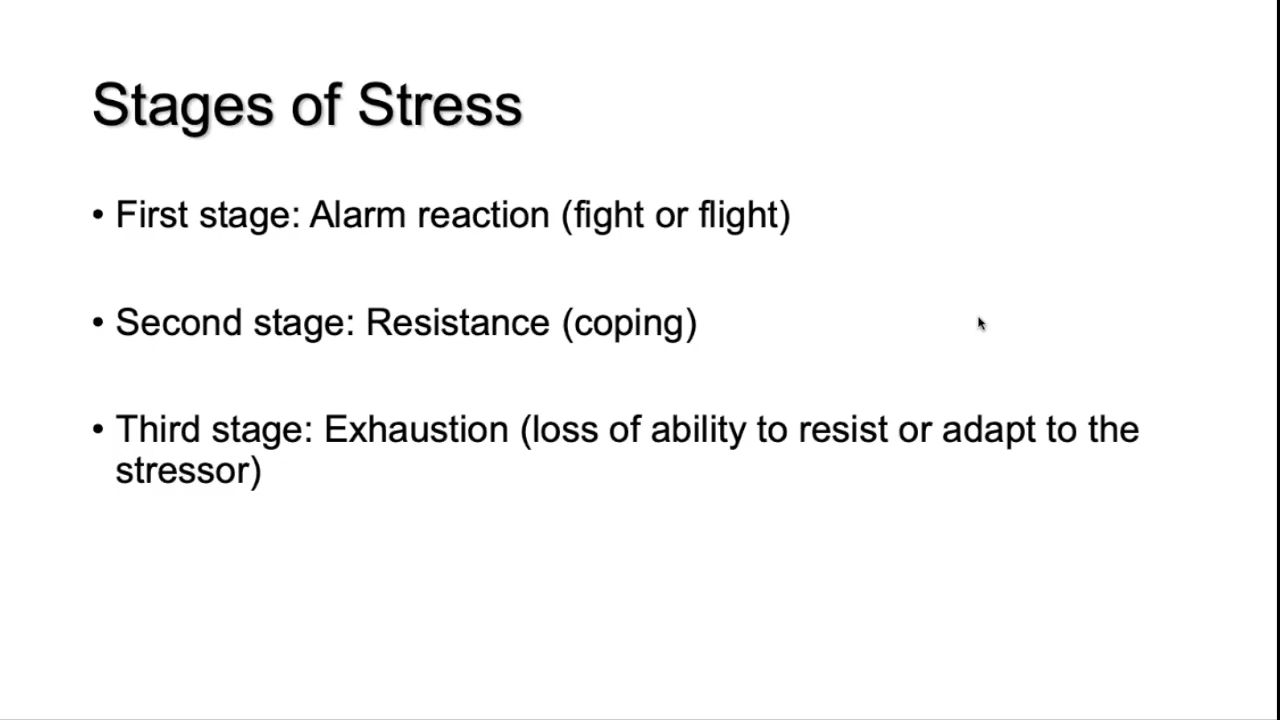 Stages of Stress
• First stage: Alarm reaction (fight or flight)
• Second stage: Resistance (coping)
• Third stage: Exhaustion (loss of ability to resist or adapt to the
stressor)